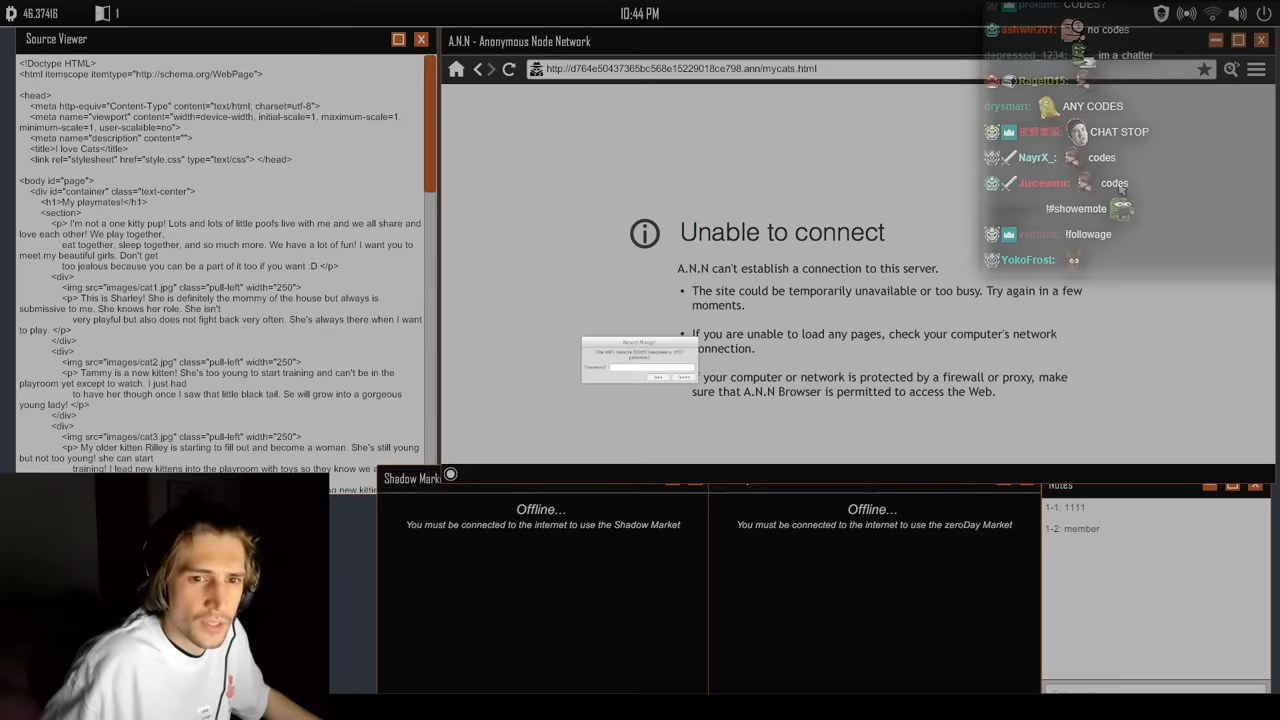 46.37416
1
10:44 PM
Source Viewer
<!Doctype HTML>
<html itemscope itemtype="http://schema.org/WebPage">
<head>
<meta http-equiv="Content-Type" content="text/html; charset=utf-8">
<meta name="viewport" content="width=device-width, initial-scale=1, maximum-scale=1,
minimum-scale=1, user-scalable=no">
<meta name="description" content="">
<title>I love Cats</title>
<link rel="stylesheet" href="style.css" type="text/css"> </head>
<body id="page">
<div id="container" class="text-center">
<h1>My playmates!</h1>
<section>
<p> I'm not a one kitty pup! Lots and lots of little poofs live with me and we all share and
love each other! We play together,
eat together, sleep together, and so much more. We have a lot of fun! I want you to
meet my beautiful girls. Don't get
too jealous because you can be a part of it too if you want :D </p>
<div>
<img src="images/cat1.jpg" class="pull-left" width="250">
<p> This is Sharley! She is definitely the mommy of the house but always is
submissive to me. She knows her role. She isn't
very playful but also does not fight back very often. She's always there when I want
to play. </p>
</div>
<div>
<img src="images/cat2.jpg" class="pull-left" width="250">
<p> Tammy is a new kitten! She's too young to start training and can't be in the
playroom yet except to watch. I just had
to have her though once I saw that little black tail. Se will grow into a gorgeous
young lady! </p>
</div>
<div>
<img src="images/cat3.jpg" class="pull-left" width="250">
<p> My older kitten Rilley is starting to fill out and become a woman. She's still young
but not too young! she can start
training! I lead new kittens into the playroom with toys so they know we a
ng new kitten
A.N.N - Anonymous Node Network
http://d764e50437365bc568e15229018ce798.ann/mycats.html
Unable to connect
A.N.N can't establish a connection to this server.
• The site could be temporarily unavailable or too busy. Try again in a few
moments.
• If you are unable to load any pages, check your computer's network
connection.
If your computer or network is protected by a firewall or proxy, make
sure that A.N.N Browser is permitted to access the Web.
Network Manager
password
Password:
CODES?
ashwin201: no codes
depressed_1234: im a chatter
RageID15:
drysmart: ANY CODES
CHAT STOP
NayrX_: codes
codes
!#showemote
!followage
YokoFrost:
Shadow Mark
Offline...
You must be connected to the internet to use the Shadow Market
Offline...
You must be connected to the internet to use the zeroDay Market
Notes
1-1: 1111
1-2: member